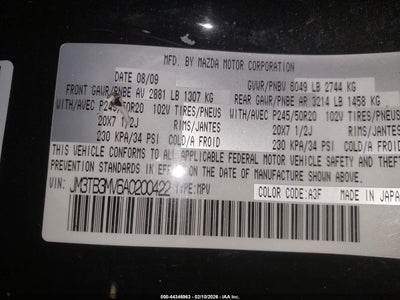 MFD. BY MAZDA MOTOR CORPORATION
DATE 08/09 GVWR/PNBV 6049 LB 2744 KG
FRONT GAWR/PNBE AV 2881 LB 1307 KG REAR GAWR/PNBE AR 3214 LB 1458 KG
WITH/AVEC P245/50R20 102V TIRES/PNEUS WITH/AVEC P245/50R20 102V TIRES/PNEUS
20X7 1/2J RIMS/JANTES 20X7 1/2J RIMS/JANTES
230 KPA/34 PSI COLD/A FROID 230 KPA/34 PSI COLD/A FROID
THIS VEHICLE CONFORMS TO ALL APPLICABLE FEDERAL MOTOR VEHICLE SAFETY AND THEFT
PREVENTION STANDARDS IN EFFECT ON THE DATE OF MANUFACTURE SHOWN ABOVE.
VIN: JM3TB3MV6A0200422 TYPE:MPV COLOR CODE:A3F MADE IN JAPAN
000-44346963 - 02/10/2026 - IAA Inc.